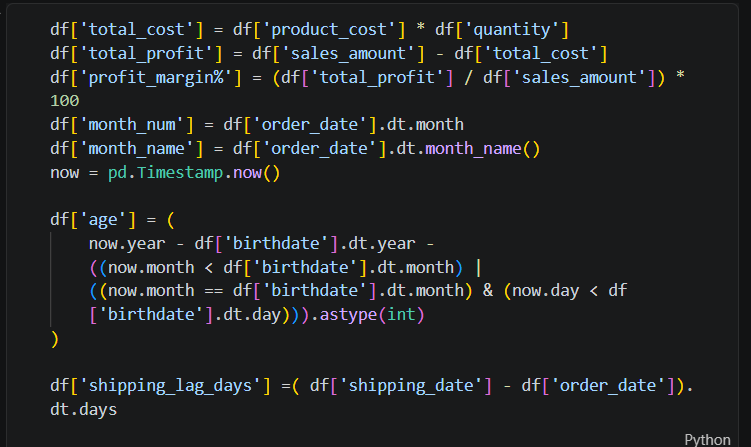 df['total_cost'] = df['product_cost'] * df['quantity']
df['total_profit'] = df['sales_amount'] - df['total_cost']
df['profit_margin%'] = (df['total_profit'] / df['sales_amount']) *
100
df['month_num'] = df['order_date'].dt.month
df['month_name'] = df['order_date'].dt.month_name()
now = pd.Timestamp.now()
df['age'] = (
now.year - df['birthdate'].dt.year -
((now.month < df['birthdate'].dt.month) |
((now.month == df['birthdate'].dt.month) & (now.day < df
['birthdate'].dt.day))).astype(int)
)
df['shipping_lag_days'] =( df['shipping_date'] - df['order_date']).
dt.days
Python